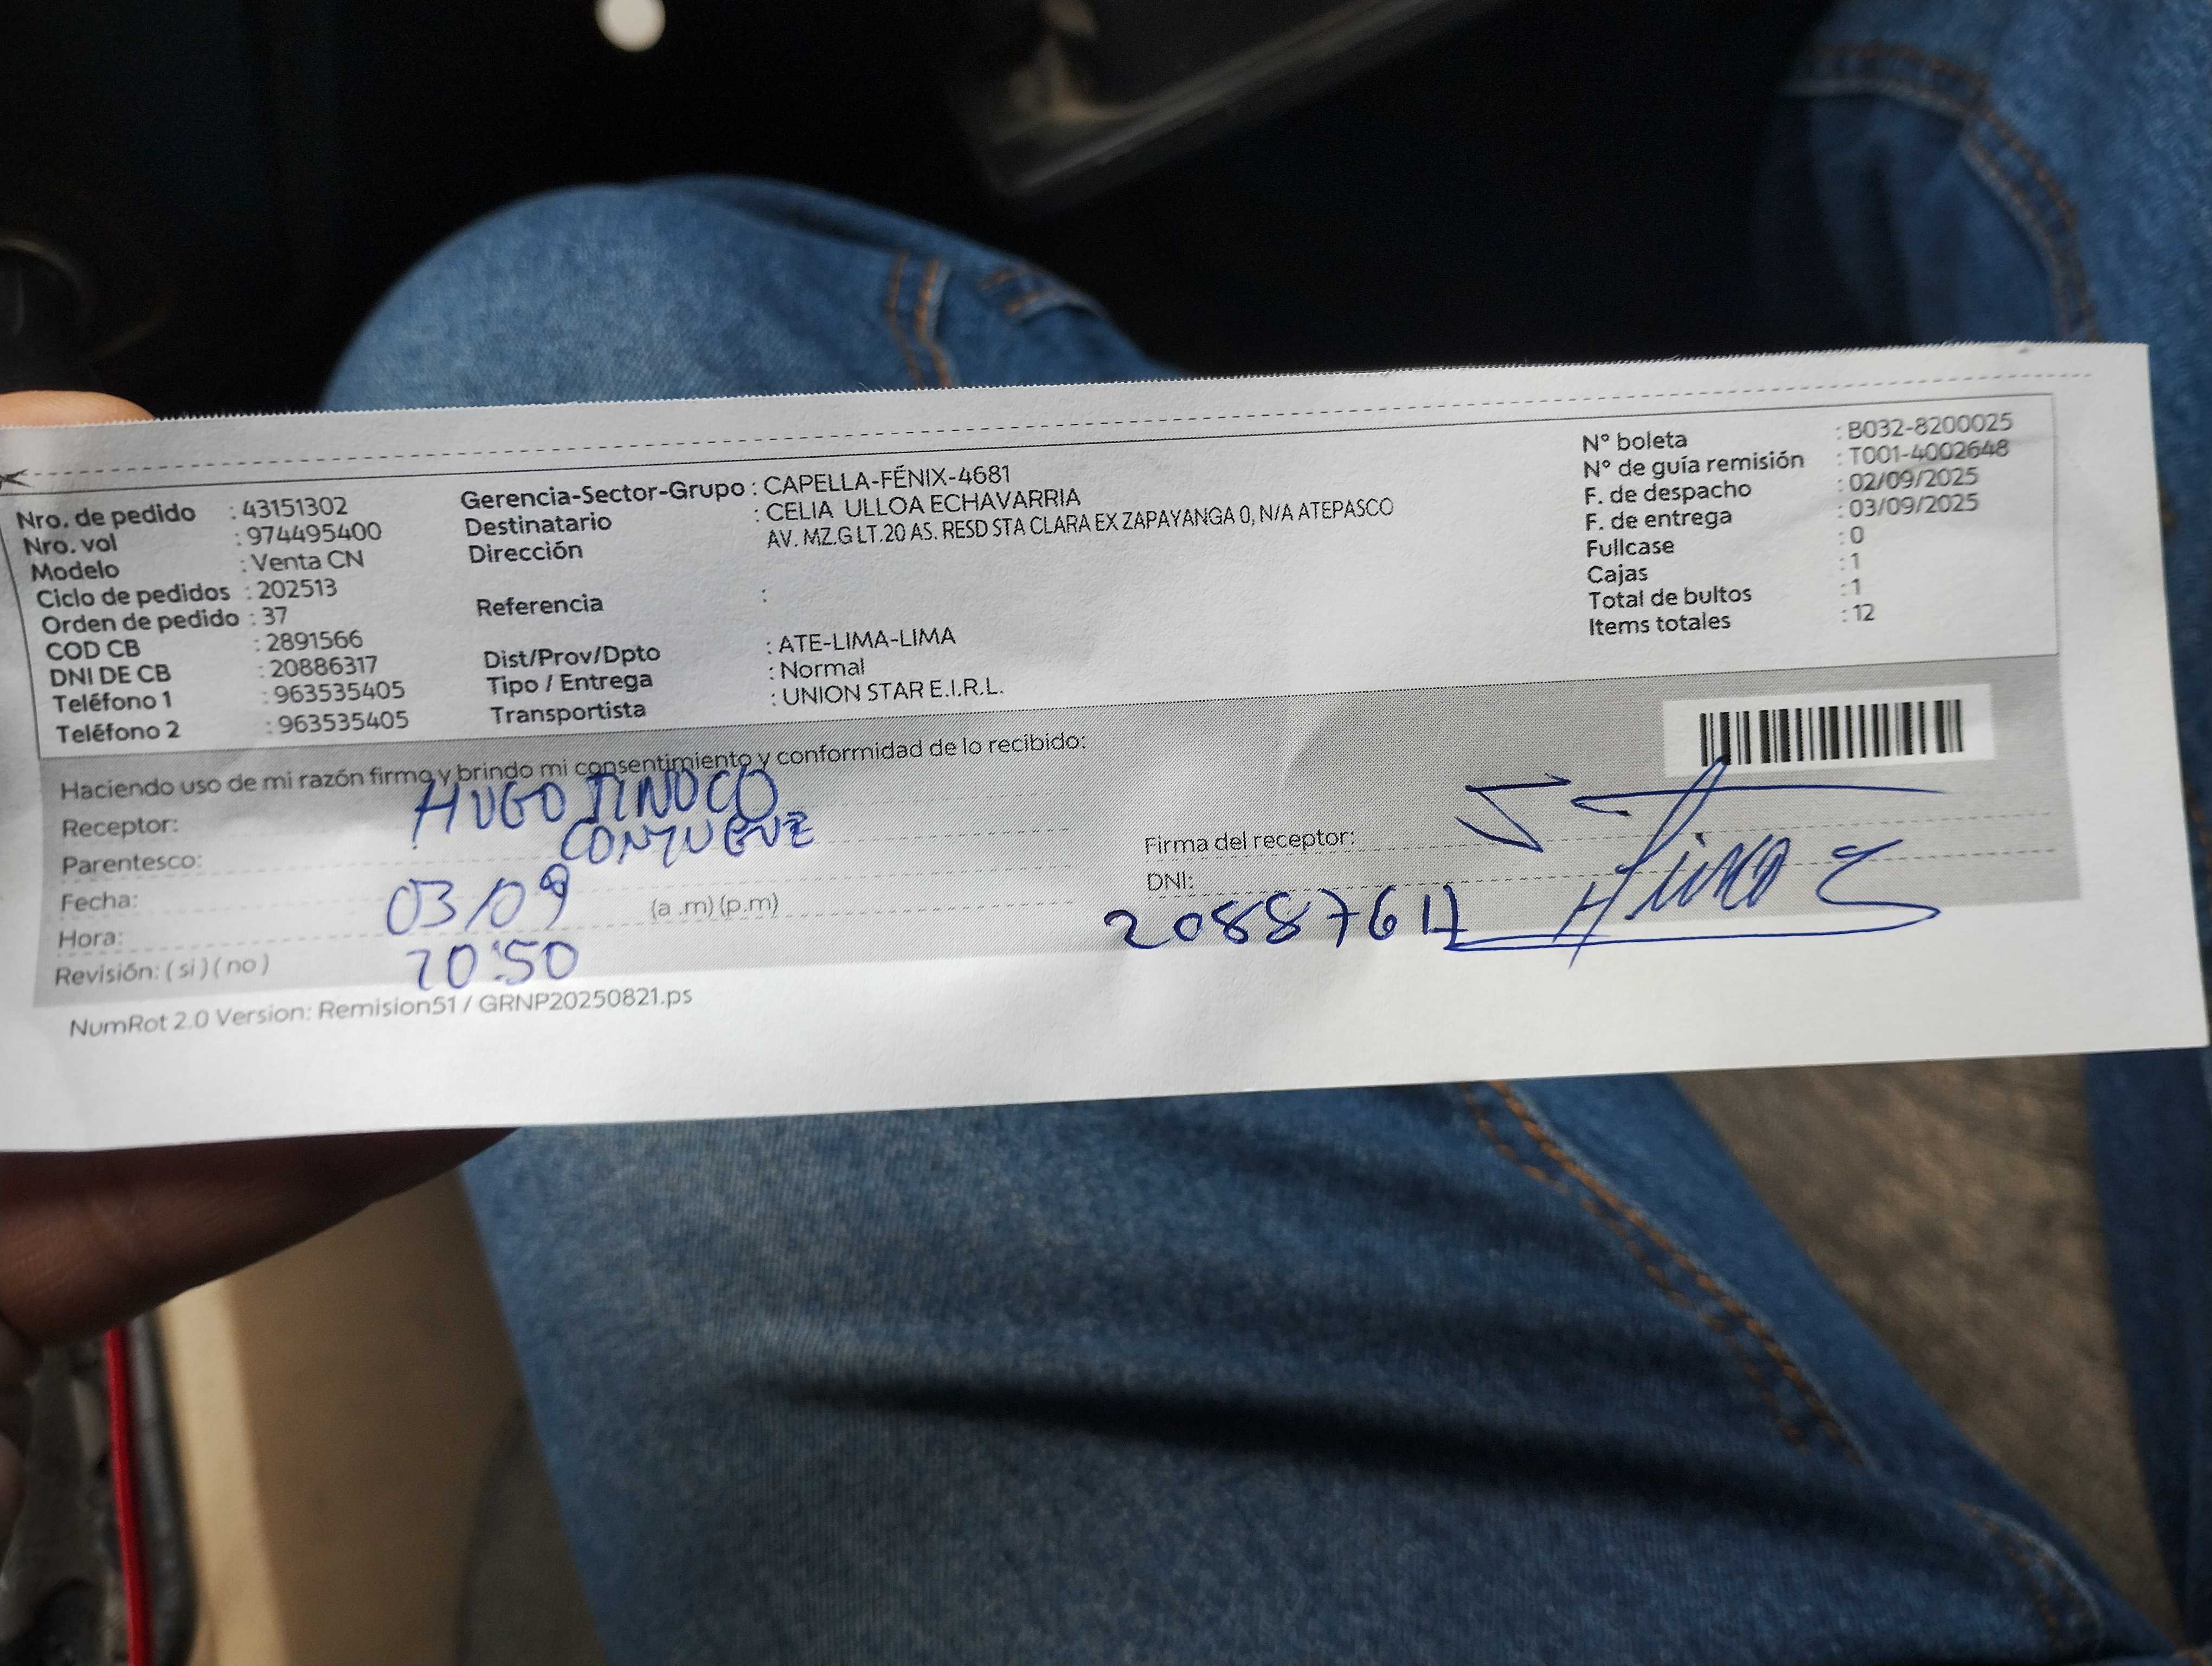 Nro. de pedido : 43151302
Nro. vol : 974495400
Modelo : Venta CN
Ciclo de pedidos : 202513
Orden de pedido : 37
COD CB : 2891566
DNI DE CB : 20886317
Teléfono 1 : 963535405
Teléfono 2 : 963535405
Gerencia-Sector-Grupo : CAPELLA-FÉNIX-4681
Destinatario : CELIA ULLOA ECHAVARRIA
Dirección AV. MZ.G LT.20 AS. RESD STA CLARA EX ZAPAYANGA 0, N/A ATEPASCO
Referencia :
Dist/Prov/Dpto : ATE-LIMA-LIMA
Tipo / Entrega : Normal
Transportista : UNION STAR E.I.R.L.
N° boleta : B032-8200025
N° de guía remisión : T001-4002648
F. de despacho : 02/09/2025
F. de entrega : 03/09/2025
Fullcase : 0
Cajas : 1
Total de bultos : 1
Items totales : 12
Haciendo uso de mi razón firmo y brindo mi consentimiento y conformidad de lo recibido:
Receptor: HUGO TINOCO
Parentesco: CONYUGUE
Fecha: 03/09
Hora: 10:50 (a .m) (p.m)
Revisión: ( si ) ( no )
Firma del receptor:
DNI:
NumRot 2.0 Version: Remision51 / GRNP20250821.ps